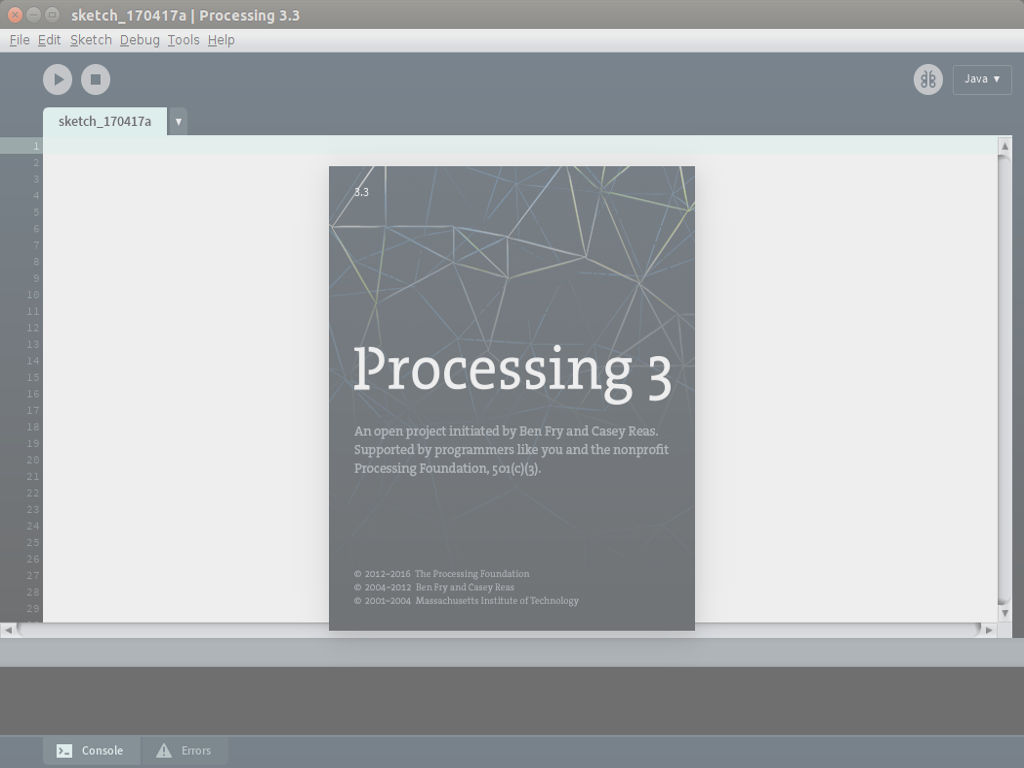 sketch_170417a | Processing 3.3
File Edit Sketch Debug Tools Help
Java
sketch_170417a
1
2
3
4
5
6
7
8
9
10
11
12
13
14
15
16
17
18
19
20
21
22
23
24
25
26
27
28
29
3.3
Processing 3
An open project initiated by Ben Fry and Casey Reas.
Supported by programmers like you and the nonprofit
Processing Foundation, 501(c)(3).
© 2012–2016 The Processing Foundation
© 2004–2012 Ben Fry and Casey Reas
© 2001–2004 Massachusetts Institute of Technology
Console Errors